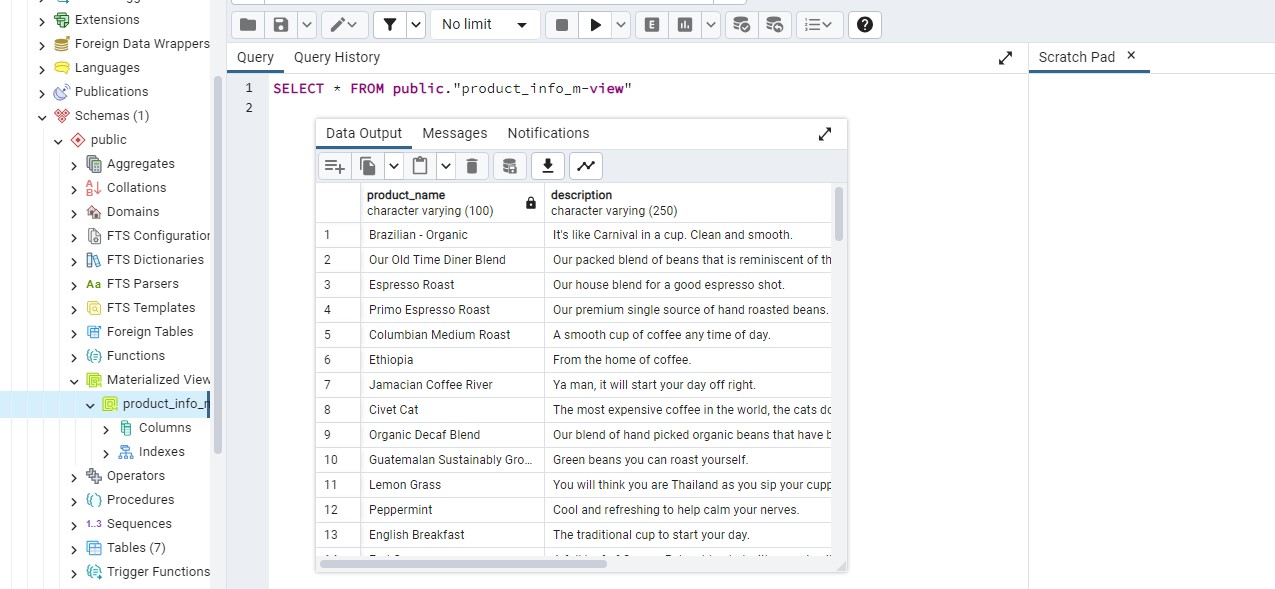 Extensions
Foreign Data Wrappers
Languages
Publications
Schemas (1)
public
Aggregates
Collations
Domains
FTS Configuration
FTS Dictionaries
Aa FTS Parsers
FTS Templates
Foreign Tables
Functions
Materialized View
product_info_m
Columns
Indexes
Operators
Procedures
1..3 Sequences
Tables (7)
Trigger Functions
No limit
E
Query Query History
Scratch Pad
1 SELECT * FROM public."product_info_m-view"
2
Data Output Messages Notifications
product_name description
character varying (100) character varying (250)
1 Brazilian - Organic It's like Carnival in a cup. Clean and smooth.
2 Our Old Time Diner Blend Our packed blend of beans that is reminiscent of th
3 Espresso Roast Our house blend for a good espresso shot.
4 Primo Espresso Roast Our premium single source of hand roasted beans.
5 Columbian Medium Roast A smooth cup of coffee any time of day.
6 Ethiopia From the home of coffee.
7 Jamacian Coffee River Ya man, it will start your day off right.
8 Civet Cat The most expensive coffee in the world, the cats do
9 Organic Decaf Blend Our blend of hand picked organic beans that have b
10 Guatemalan Sustainably Gro... Green beans you can roast yourself.
11 Lemon Grass You will think you are Thailand as you sip your cupp
12 Peppermint Cool and refreshing to help calm your nerves.
13 English Breakfast The traditional cup to start your day.